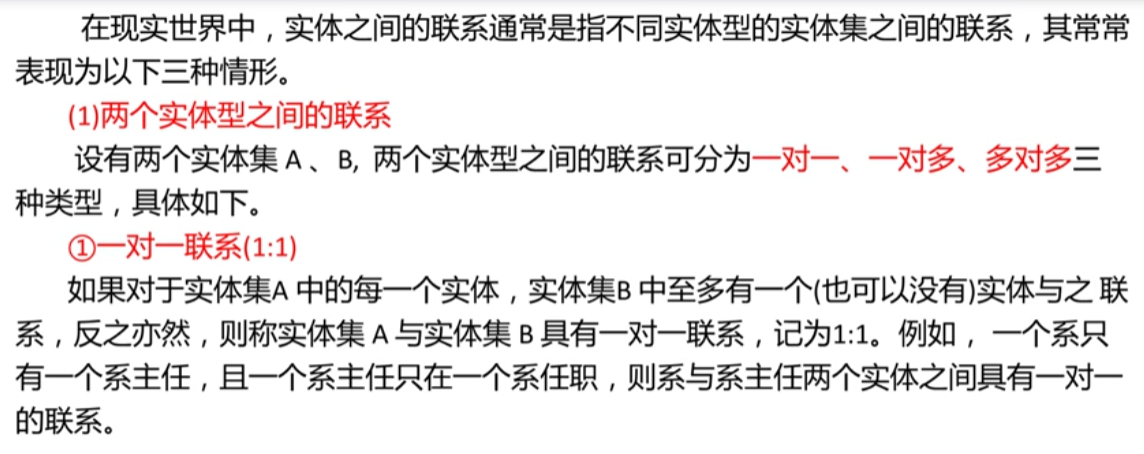 在现实世界中，实体之间的联系通常是指不同实体型的实体集之间的联系，其常常
表现为以下三种情形。
(1)两个实体型之间的联系
设有两个实体集 A 、 B, 两个实体型之间的联系可分为一对一、一对多、多对多三
种类型，具体如下。
①一对一联系(1:1)
如果对于实体集A 中的每一个实体，实体集B 中至多有一个(也可以没有)实体与之 联
系，反之亦然，则称实体集 A 与实体集 B 具有一对一联系，记为1:1。例如， 一个系只
有一个系主任，且一个系主任只在一个系任职，则系与系主任两个实体之间具有一对一
的联系。